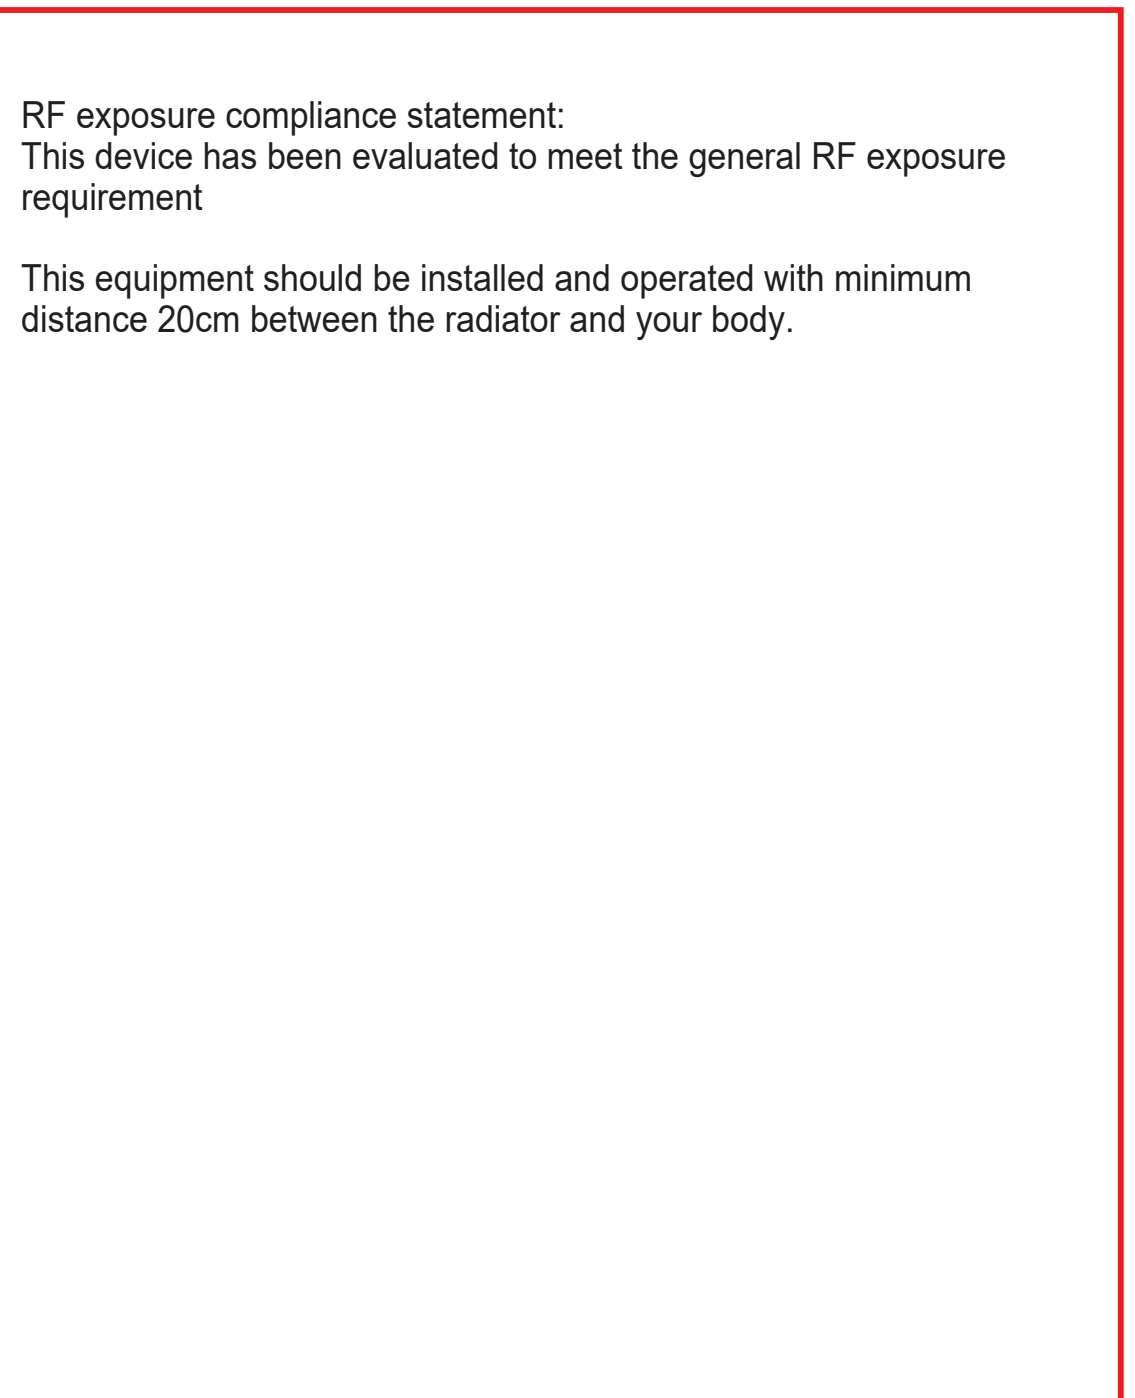 RF exposure compliance statement:
This device has been evaluated to meet the general RF exposure
requirement
This equipment should be installed and operated with minimum
distance 20cm between the radiator and your body.